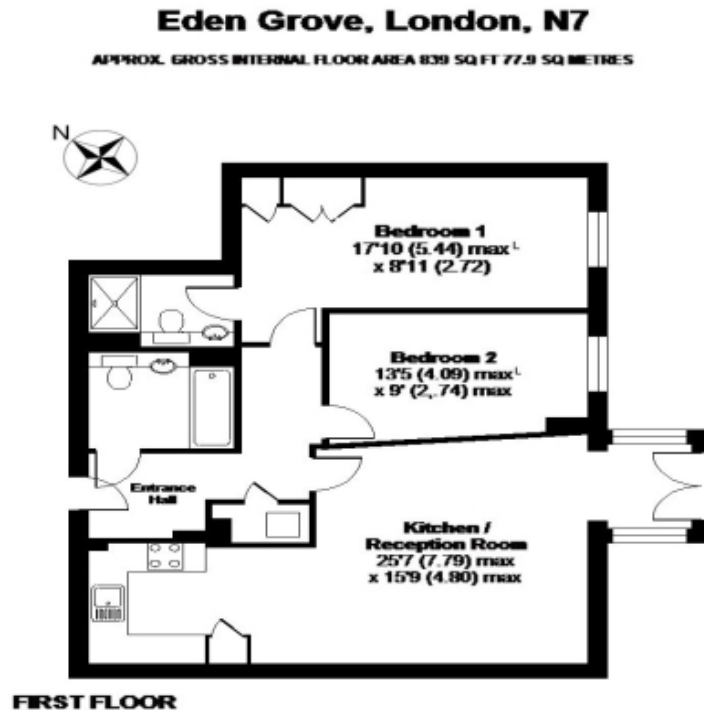 Eden Grove, London, N7
APPROX. GROSS INTERNAL FLOOR AREA 839 SQ FT 77.9 SQ METRES
N
Bedroom 1
17'10 (5.44) max L
x 8'11 (2.72)
Bedroom 2
13'5 (4.09) max L
x 9' (2,.74) max
Entrance
Hall
Kitchen /
Reception Room
25'7 (7.79) max
x 15'9 (4.80) max
FIRST FLOOR